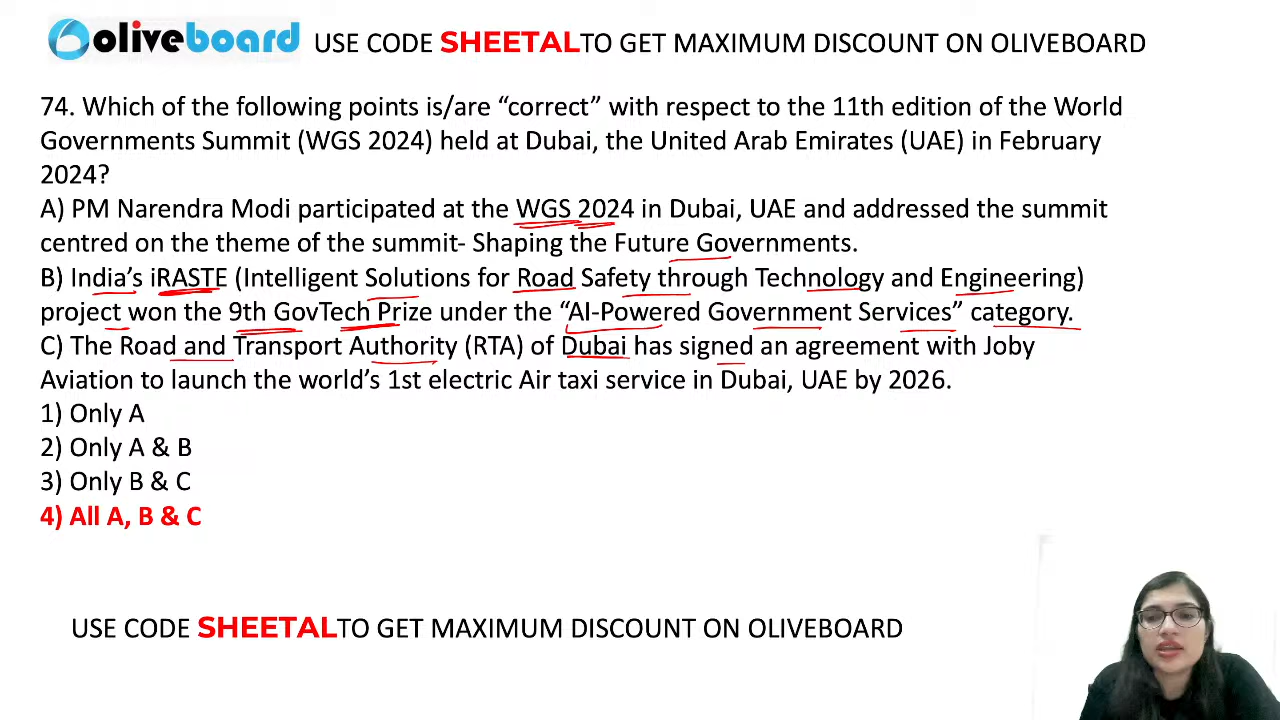 oliveboard USE CODE SHEETALTO GET MAXIMUM DISCOUNT ON OLIVEBOARD
74. Which of the following points is/are “correct” with respect to the 11th edition of the World
Governments Summit (WGS 2024) held at Dubai, the United Arab Emirates (UAE) in February
2024?
A) PM Narendra Modi participated at the WGS 2024 in Dubai, UAE and addressed the summit
centred on the theme of the summit- Shaping the Future Governments.
B) India’s iRASTE (Intelligent Solutions for Road Safety through Technology and Engineering)
project won the 9th GovTech Prize under the “AI-Powered Government Services” category.
C) The Road and Transport Authority (RTA) of Dubai has signed an agreement with Joby
Aviation to launch the world’s 1st electric Air taxi service in Dubai, UAE by 2026.
1) Only A
2) Only A & B
3) Only B & C
4) All A, B & C
USE CODE SHEETALTO GET MAXIMUM DISCOUNT ON OLIVEBOARD